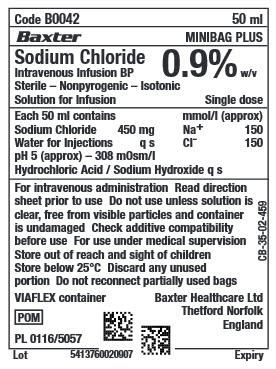 Code B0042 50 ml
Baxter MINIBAG PLUS
Sodium Chloride 0.9% w/v
Intravenous Infusion BP
Sterile – Nonpyrogenic – Isotonic
Solution for Infusion Single dose
Each 50 ml contains mmol/l (approx)
Sodium Chloride 450 mg Na+ 150
Water for Injections q s Cl- 150
pH 5 (approx) – 308 mOsm/l
Hydrochloric Acid / Sodium Hydroxide q s
For intravenous administration Read direction
sheet prior to use Do not use unless solution is
clear, free from visible particles and container
is undamaged Check additive compatibility
before use For use under medical supervision
Store out of reach and sight of children
Store below 25°C Discard any unused
portion Do not reconnect partially used bags
CB-35-02-459
VIAFLEX container Baxter Healthcare Ltd
Thetford Norfolk
POM England
PL 0116/5057
Lot 5413760020907 Expiry